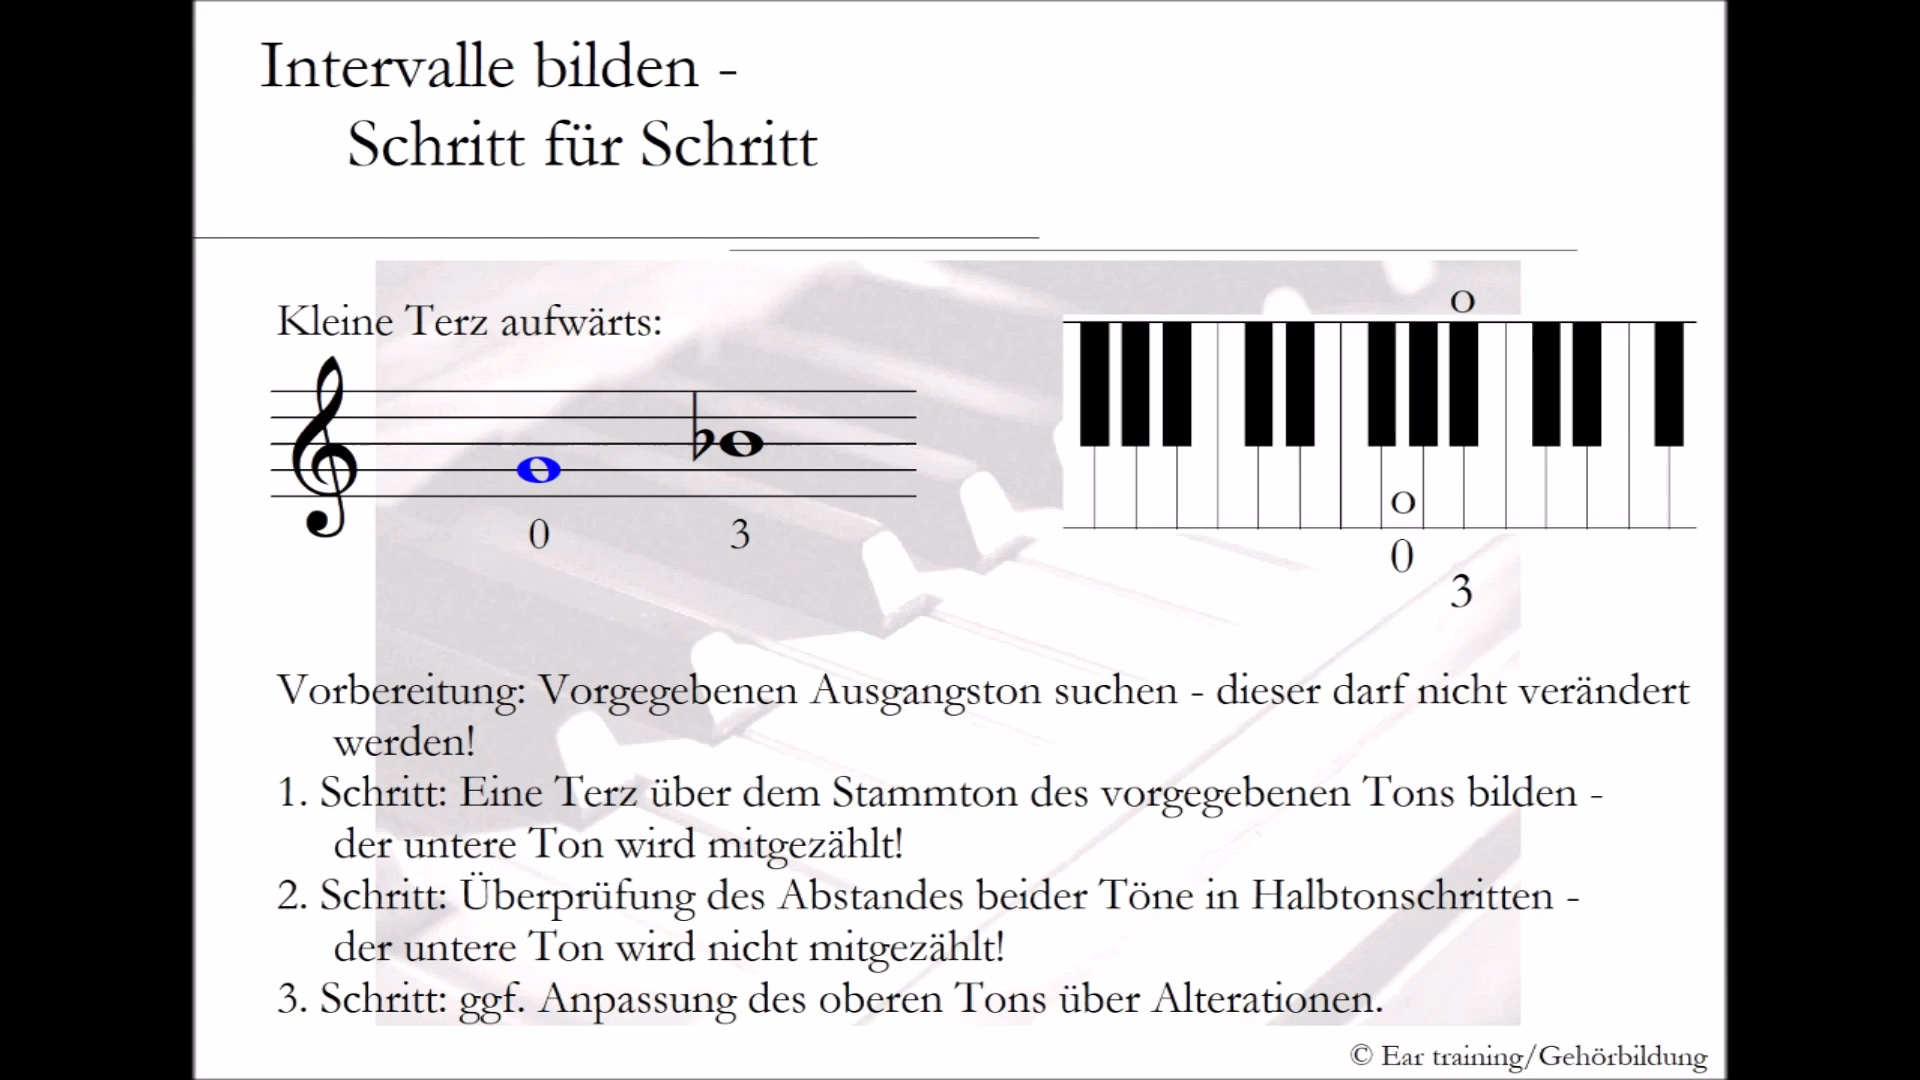 Intervalle bilden -
Schritt für Schritt
Kleine Terz aufwärts:
o
o
0 3
0
3
Vorbereitung: Vorgegebenen Ausgangston suchen - dieser darf nicht verändert
werden!
1. Schritt: Eine Terz über dem Stammton des vorgegebenen Tons bilden -
der untere Ton wird mitgezählt!
2. Schritt: Überprüfung des Abstandes beider Töne in Halbtonschritten -
der untere Ton wird nicht mitgezählt!
3. Schritt: ggf. Anpassung des oberen Tons über Alterationen.
© Ear training/Gehörbildung